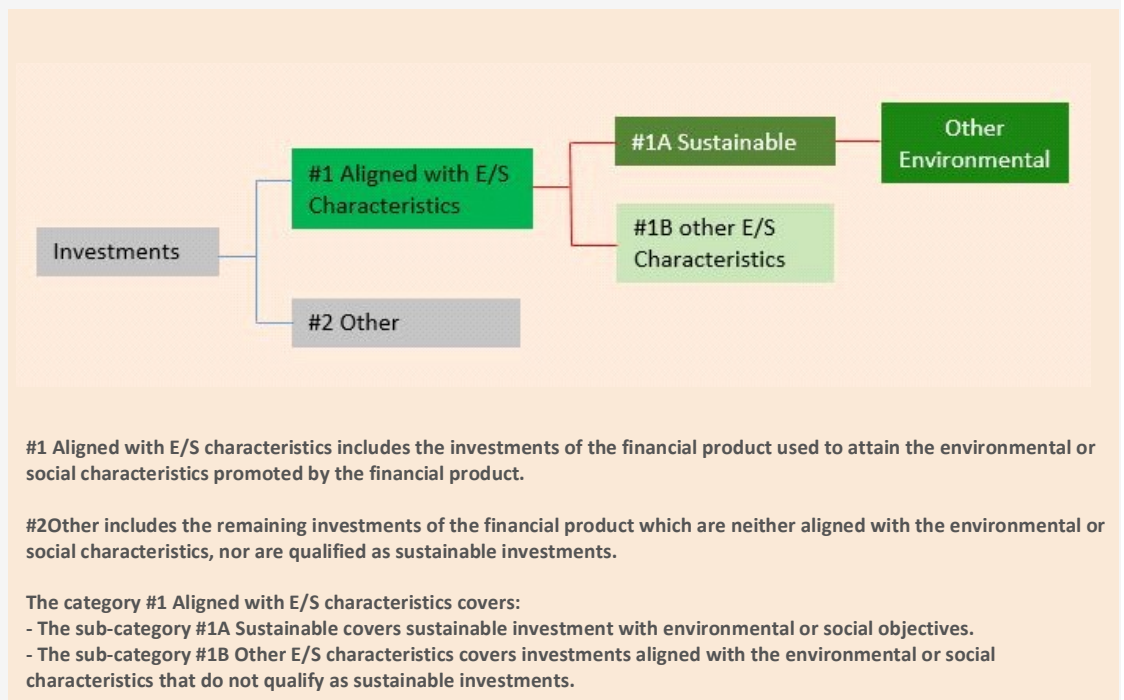 Other
Environmental
#1A Sustainable
#1 Aligned with E/S
Characteristics
#1B other E/S
Characteristics
Investments
#2 Other
#1 Aligned with E/S characteristics includes the investments of the financial product used to attain the environmental or
social characteristics promoted by the financial product.
#2Other includes the remaining investments of the financial product which are neither aligned with the environmental or
social characteristics, nor are qualified as sustainable investments.
The category #1 Aligned with E/S characteristics covers:
- The sub-category #1A Sustainable covers sustainable investment with environmental or social objectives.
- The sub-category #1B Other E/S characteristics covers investments aligned with the environmental or social
characteristics that do not qualify as sustainable investments.